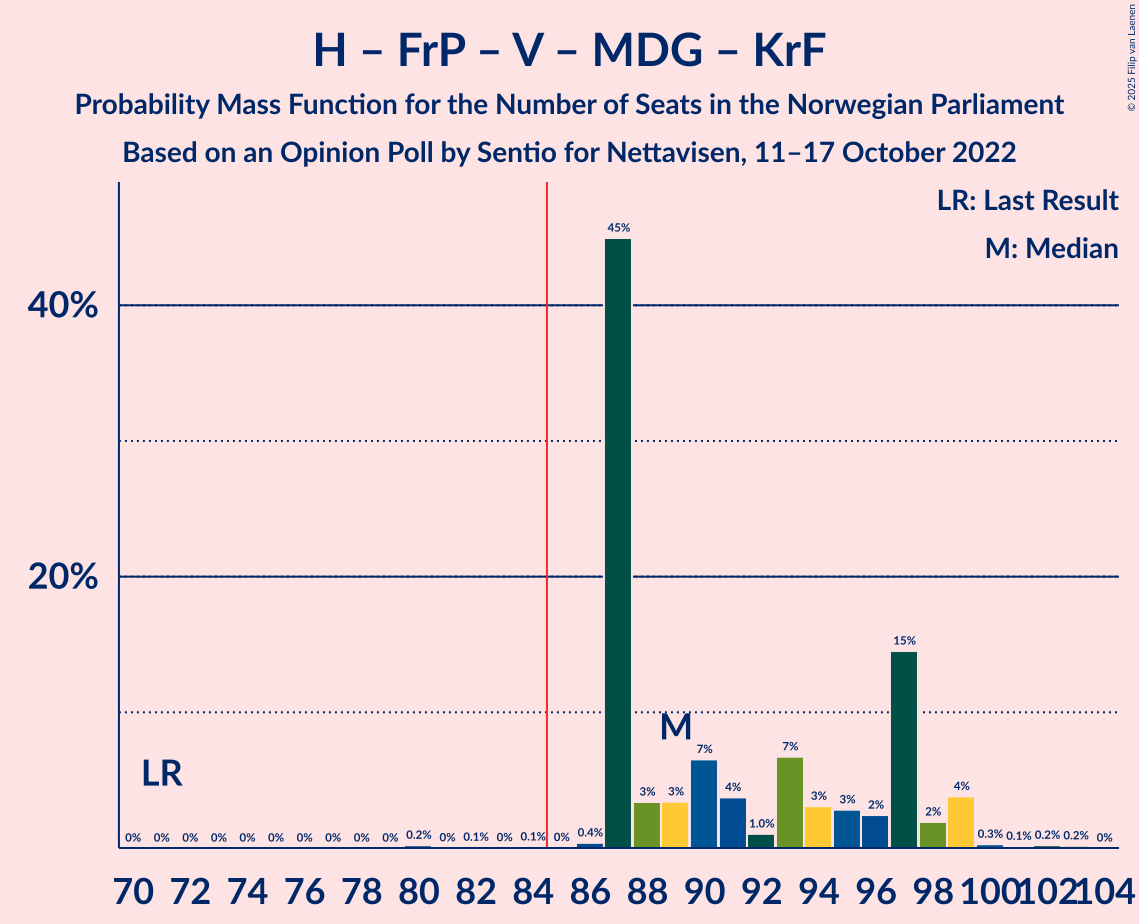 H – FrP – V – MDG – KrF
Probability Mass Function for the Number of Seats in the Norwegian Parliament
Based on an Opinion Poll by Sentio for Nettavisen, 11–17 October 2022
© 2025 Filip van Laenen
LR: Last Result
M: Median
45%
40%
20%
15%
M
LR
0% 0% 0% 0% 0% 0% 0% 0% 0% 0% 0.2% 0% 0.1% 0% 0.1% 0% 0.4% 3% 3% 7% 4% 1.0% 7% 3% 3% 2% 2% 4% 0.3% 0.1% 0.2% 0.2% 0%
70 72 74 76 78 80 82 84 86 88 90 92 94 96 98 100 102 104